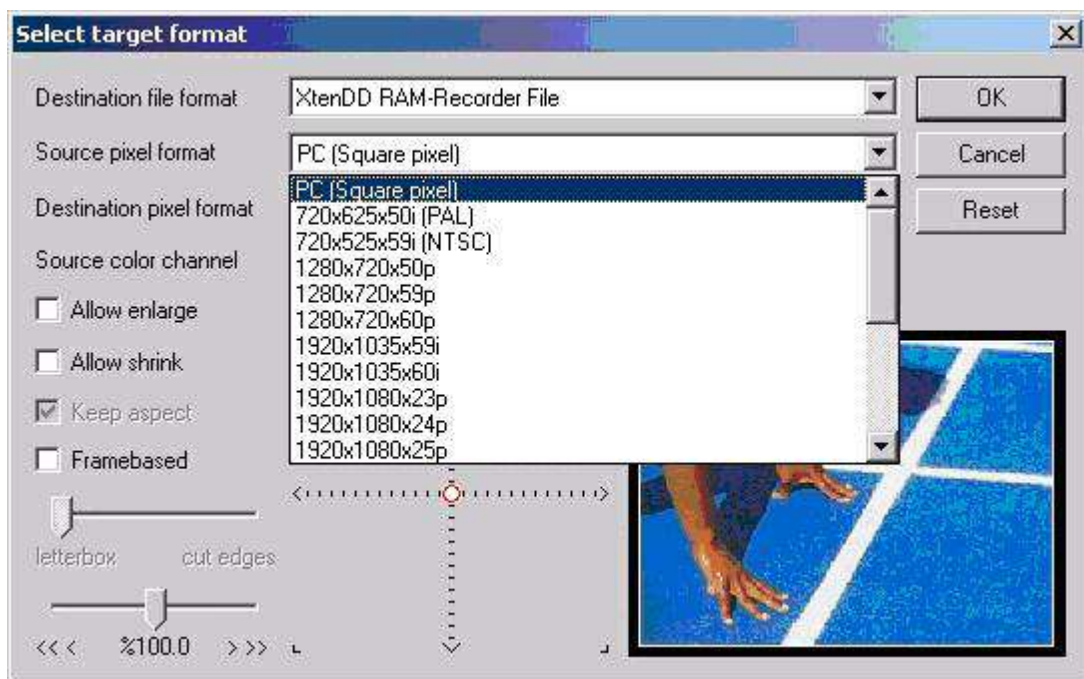 Select target format
Destination file format
XtenDD RAM-Recorder File
OK
Source pixel format
PC (Square pixel)
Cancel
PC (Square pixel)
Destination pixel format
720x625x50i (PAL)
Reset
720x525x59i (NTSC)
Source color channel
1280x720x50p
1280x720x59p
Allow enlarge
1280x720x60p
1920x1035x59i
Allow shrink
1920x1035x60i
1920x1080x23p
Keep aspect
1920x1080x24p
1920x1080x25p
Framebased
letterbox
cut edges
<<<
%100.0
>>>